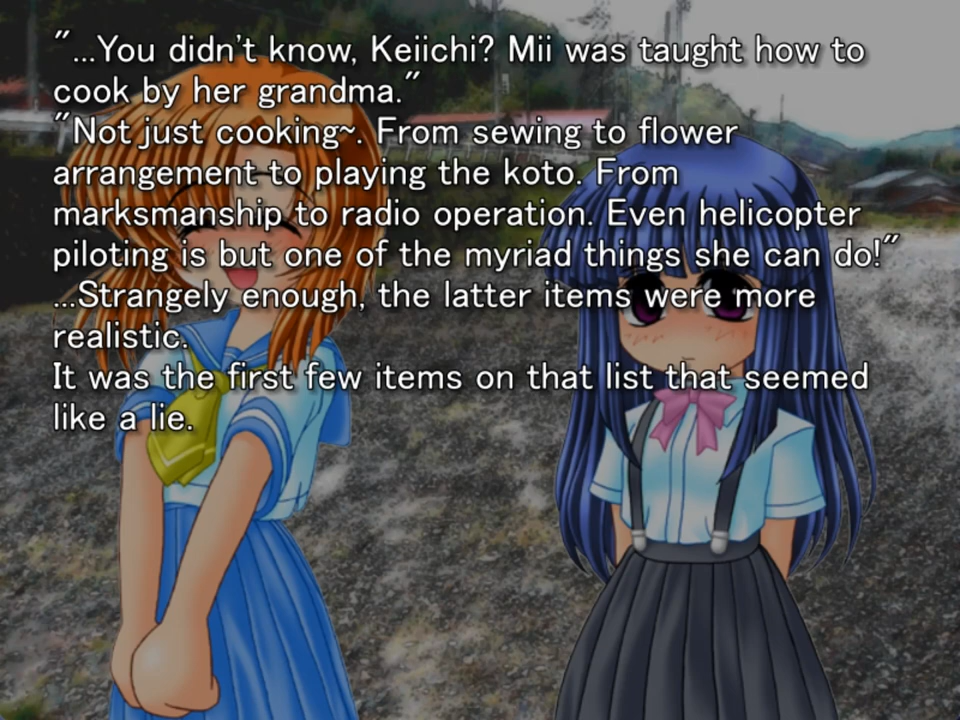 "...You didn't know, Keiichi? Mii was taught how to
cook by her grandma."
"Not just cooking~. From sewing to flower
arrangement to playing the koto. From
marksmanship to radio operation. Even helicopter
piloting is but one of the myriad things she can do!"
...Strangely enough, the latter items were more
realistic.
It was the first few items on that list that seemed
like a lie.